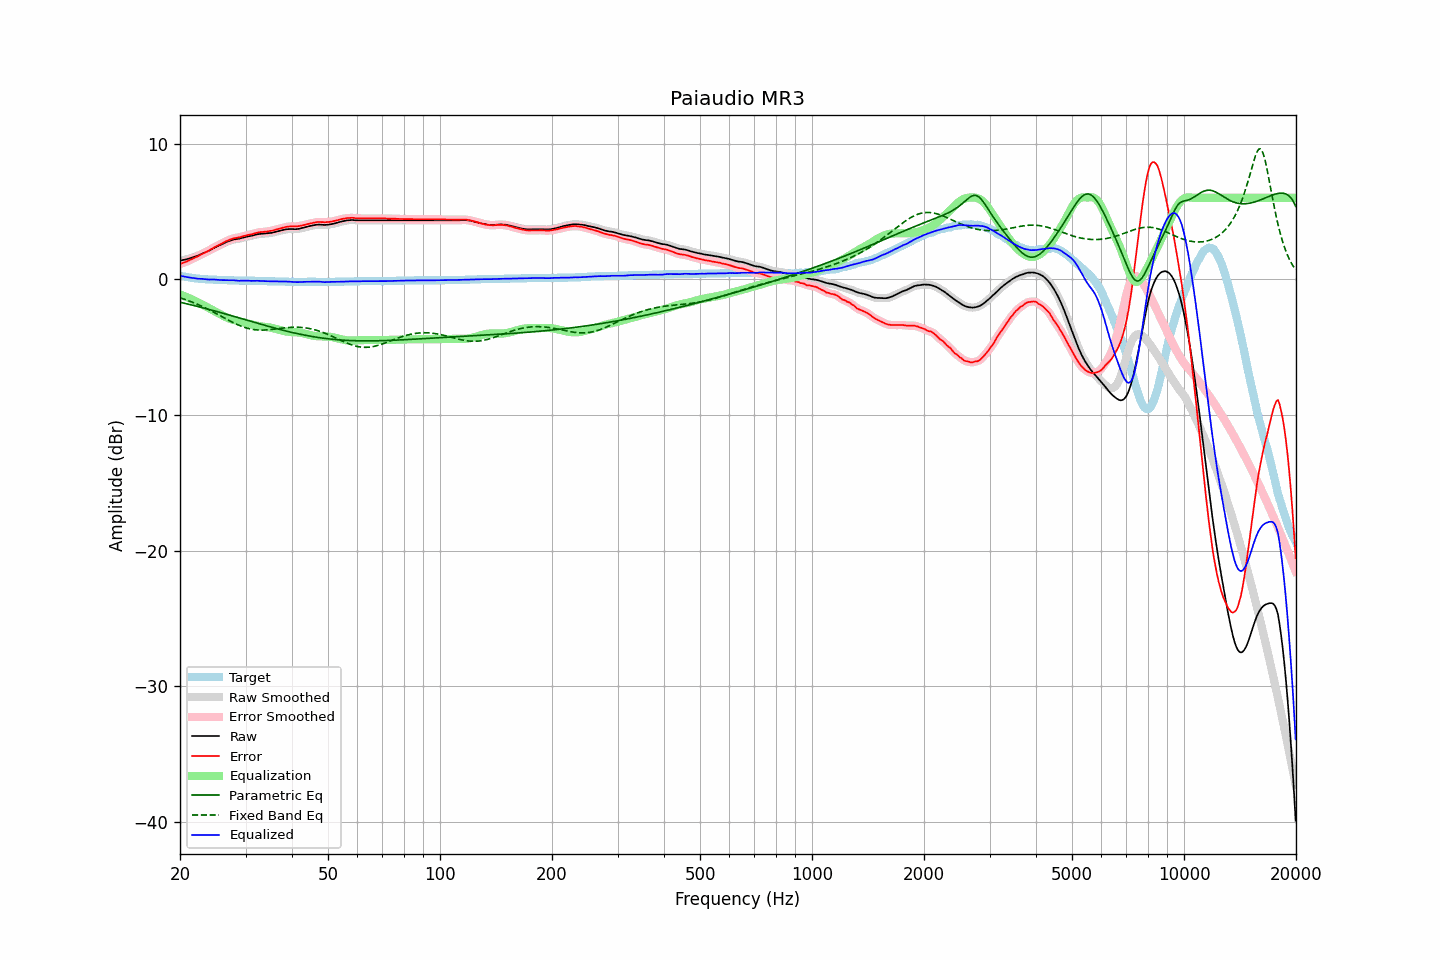 Paiaudio MR3
10
0
−10
−20
−30
−40
Amplitude (dBr)
Target
Raw Smoothed
Error Smoothed
Raw
Error
Equalization
Parametric Eq
Fixed Band Eq
Equalized
20 50 100 200 500 1000 2000 5000 10000 20000
Frequency (Hz)